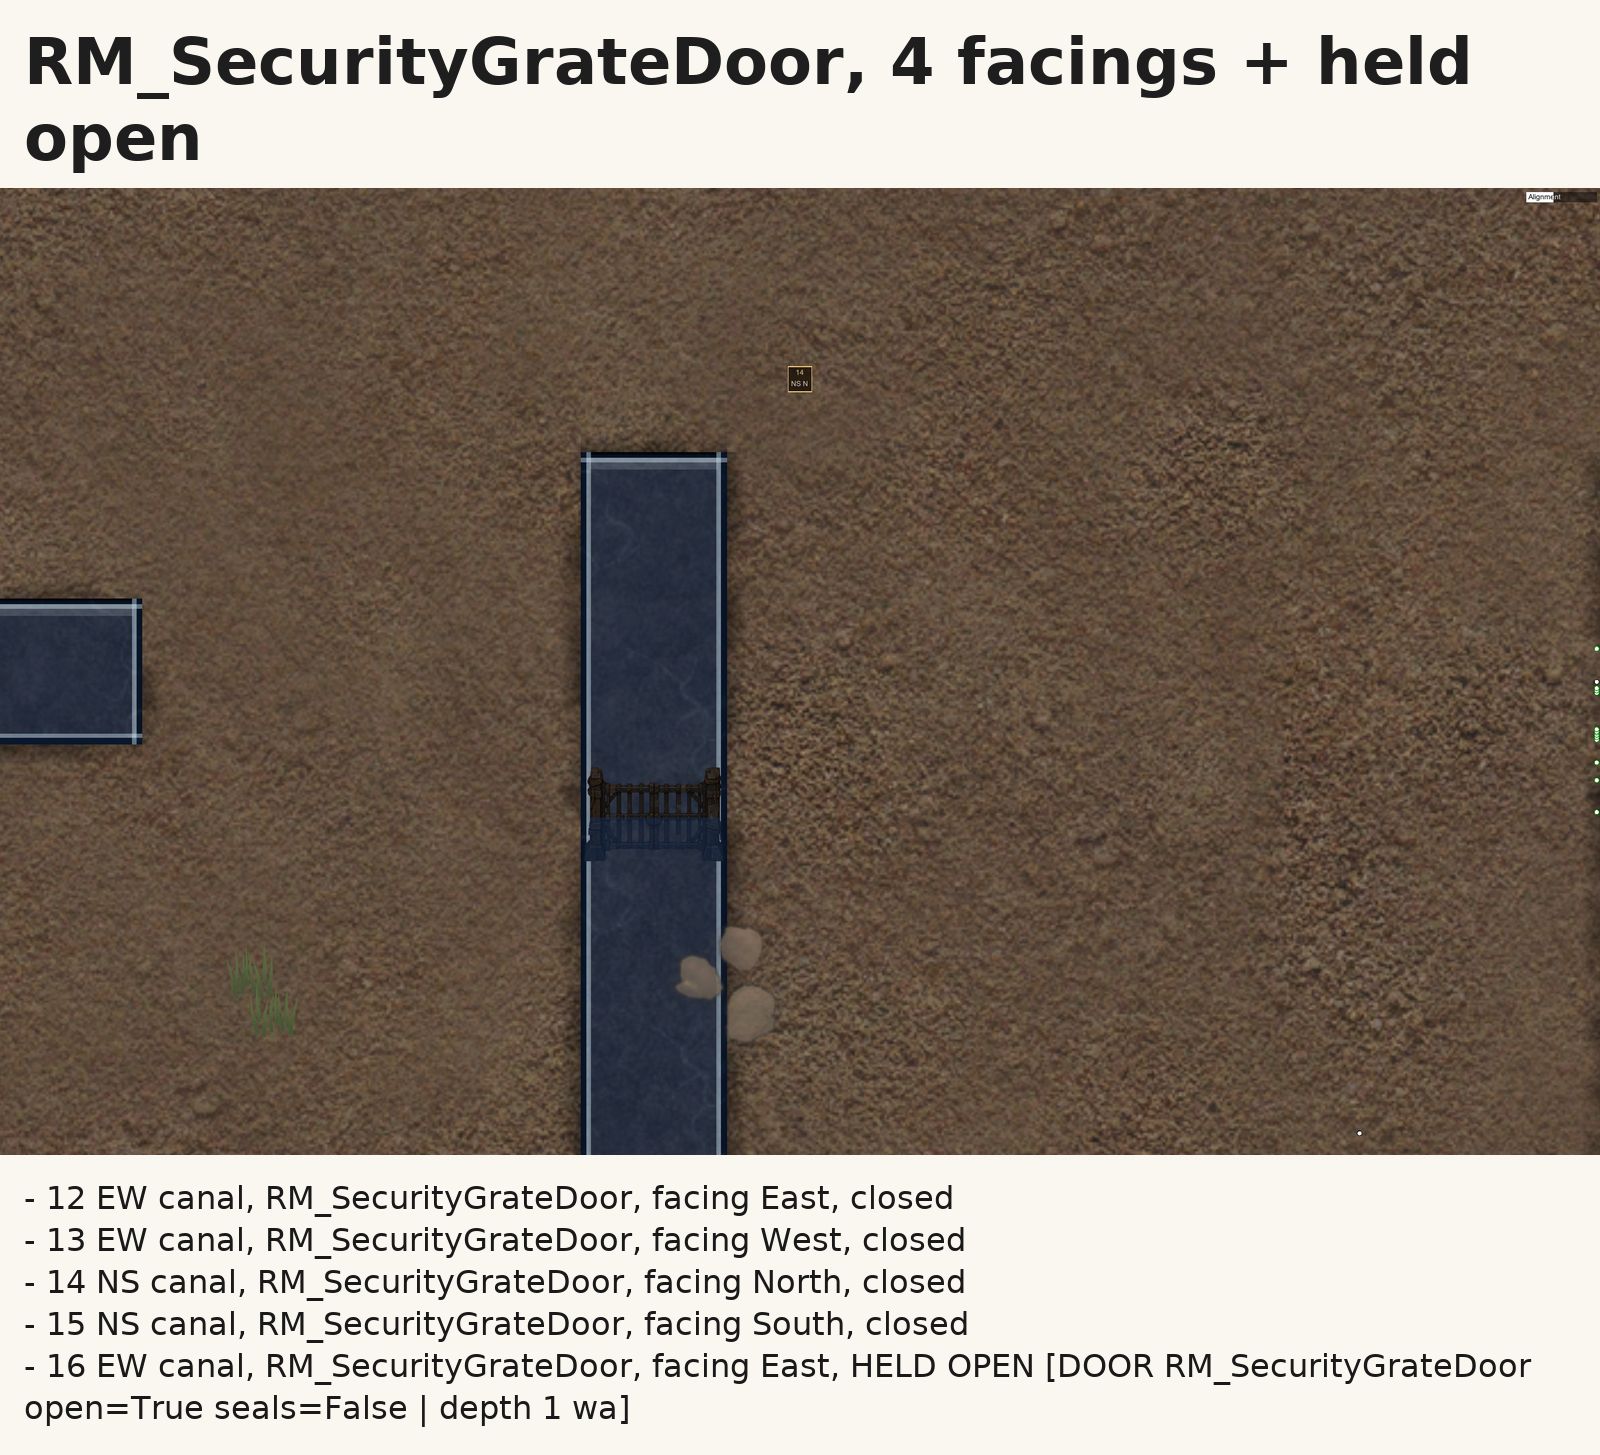 RM_SecurityGrateDoor, 4 facings + held
open
Alignment
14
NS N
- 12 EW canal, RM_SecurityGrateDoor, facing East, closed
- 13 EW canal, RM_SecurityGrateDoor, facing West, closed
- 14 NS canal, RM_SecurityGrateDoor, facing North, closed
- 15 NS canal, RM_SecurityGrateDoor, facing South, closed
- 16 EW canal, RM_SecurityGrateDoor, facing East, HELD OPEN [DOOR RM_SecurityGrateDoor
open=True seals=False | depth 1 wa]